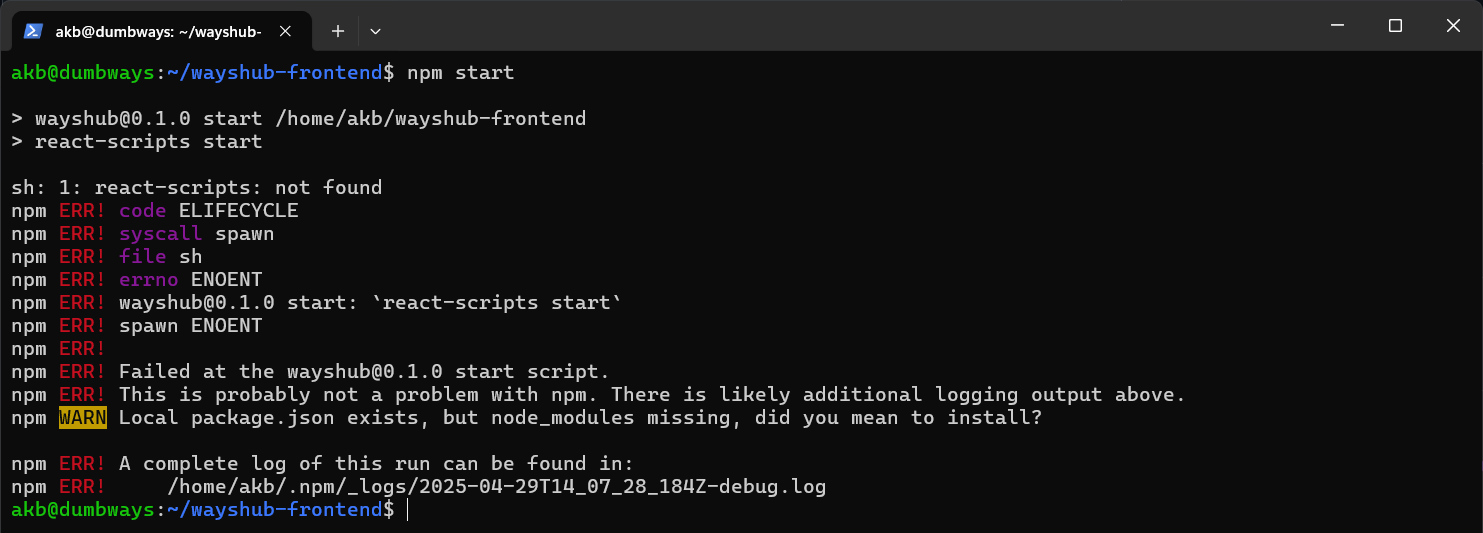 akb@dumbways: ~/wayshub-
akb@dumbways:~/wayshub-frontend$ npm start
> wayshub@0.1.0 start /home/akb/wayshub-frontend
> react-scripts start
sh: 1: react-scripts: not found
npm ERR! code ELIFECYCLE
npm ERR! syscall spawn
npm ERR! file sh
npm ERR! errno ENOENT
npm ERR! wayshub@0.1.0 start: `react-scripts start`
npm ERR! spawn ENOENT
npm ERR!
npm ERR! Failed at the wayshub@0.1.0 start script.
npm ERR! This is probably not a problem with npm. There is likely additional logging output above.
npm WARN Local package.json exists, but node_modules missing, did you mean to install?
npm ERR! A complete log of this run can be found in:
npm ERR!     /home/akb/.npm/_logs/2025-04-29T14_07_28_184Z-debug.log
akb@dumbways:~/wayshub-frontend$